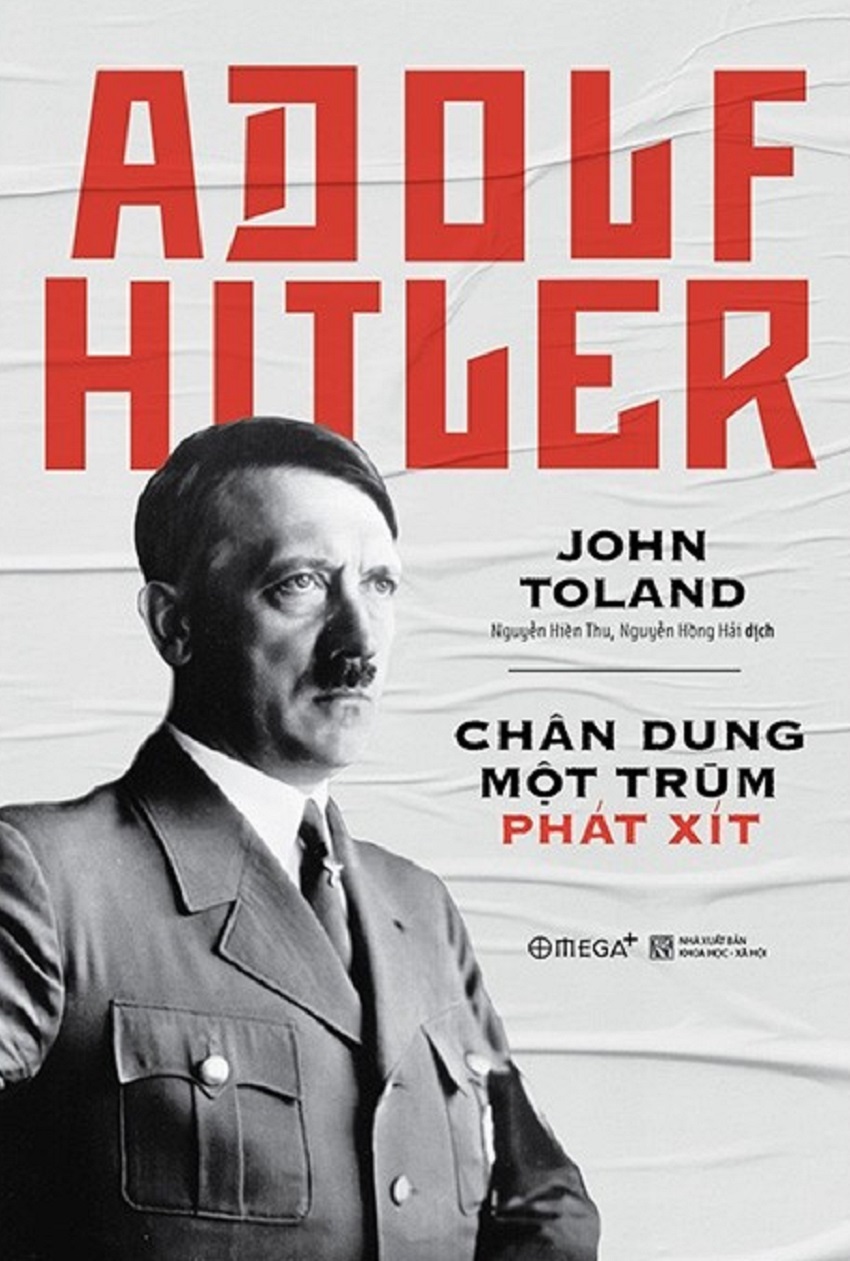 ADOLF
HITLER
JOHN
TOLAND
Nguyễn Hiền Thu, Nguyễn Hồng Hải dịch
CHÂN DUNG
MỘT TRÙM
PHÁT XÍT
OMEGA+
NHÀ XUẤT BẢN
KHOA HỌC - XÃ HỘI